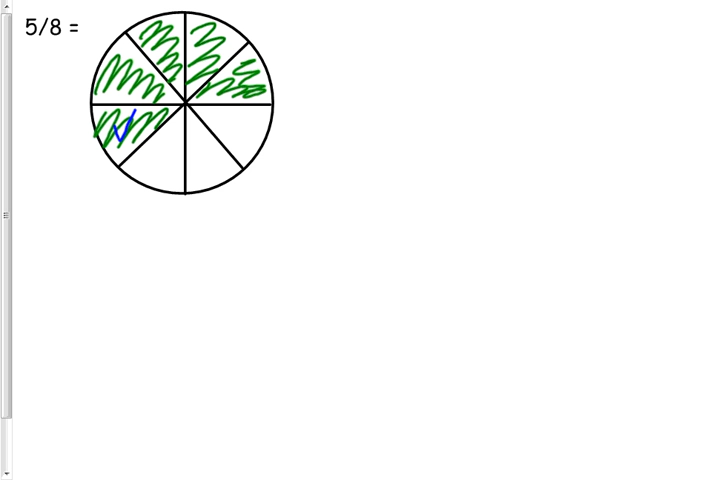 5/8 =